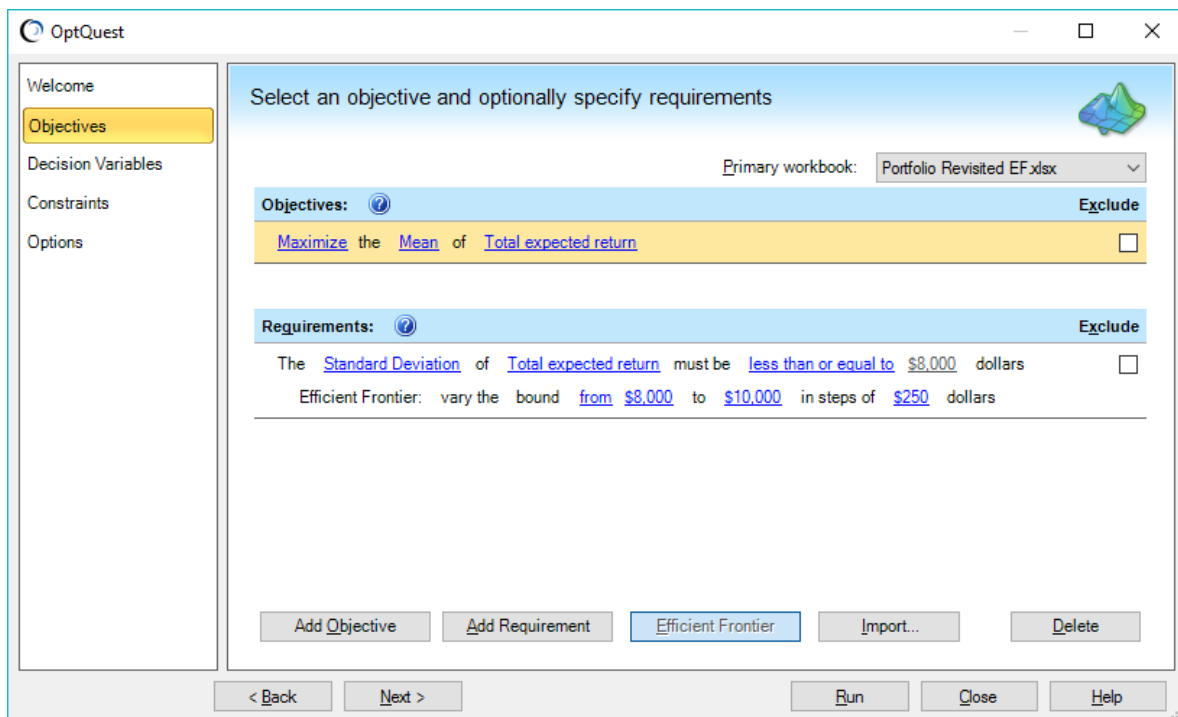 OptQuest
Welcome
Objectives
Decision Variables
Constraints
Options
Select an objective and optionally specify requirements
Primary workbook: Portfolio Revisited EF.xlsx
Objectives: ? Exclude
Maximize the Mean of Total expected return
Requirements: ? Exclude
The Standard Deviation of Total expected return must be less than or equal to $8,000 dollars
Efficient Frontier: vary the bound from $8,000 to $10,000 in steps of $250 dollars
Add Objective Add Requirement Efficient Frontier Import... Delete
< Back Next > Run Close Help